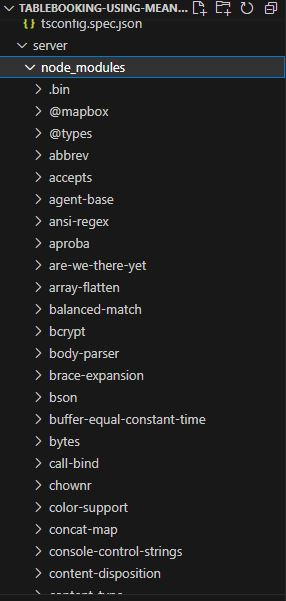 TABLEBOOKING-USING-MEAN...
{} tsconfig.spec.json
server
node_modules
.bin
@mapbox
@types
abbrev
accepts
agent-base
ansi-regex
aproba
are-we-there-yet
array-flatten
balanced-match
bcrypt
body-parser
brace-expansion
bson
buffer-equal-constant-time
bytes
call-bind
chownr
color-support
concat-map
console-control-strings
content-disposition
content-type